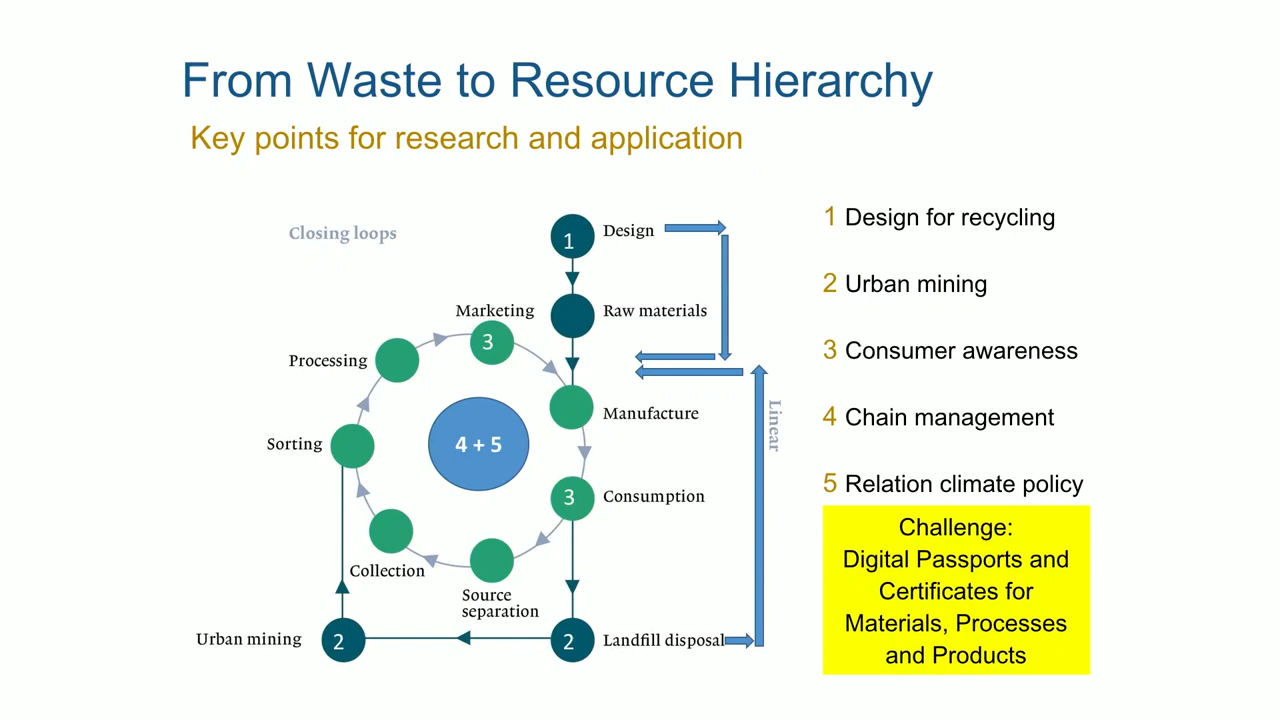 From Waste to Resource Hierarchy
Key points for research and application
Closing loops
1
Design
Raw materials
Marketing
3
Processing
Manufacture
Linear
Sorting
4 + 5
3
Consumption
Collection
Source
separation
Urban mining
2
2
Landfill disposal
1 Design for recycling
2 Urban mining
3 Consumer awareness
4 Chain management
5 Relation climate policy
Challenge:
Digital Passports and
Certificates for
Materials, Processes
and Products